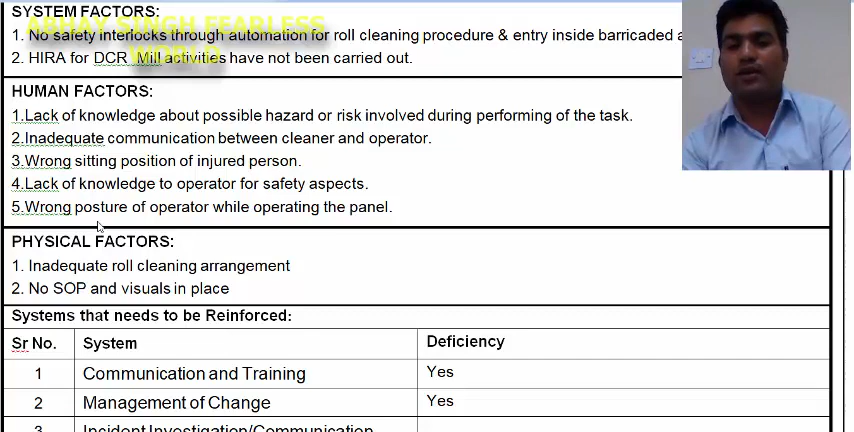 SYSTEM FACTORS:
ABHAY SINGH FEARLESS
WORLD
1. No safety interlocks through automation for roll cleaning procedure & entry inside barricaded a
2. HIRA for DCR Mill activities have not been carried out.
HUMAN FACTORS:
1.Lack of knowledge about possible hazard or risk involved during performing of the task.
2.Inadequate communication between cleaner and operator.
3.Wrong sitting position of injured person.
4.Lack of knowledge to operator for safety aspects.
5.Wrong posture of operator while operating the panel.
PHYSICAL FACTORS:
1. Inadequate roll cleaning arrangement
2. No SOP and visuals in place
Systems that needs to be Reinforced:
Sr No. System Deficiency
1 Communication and Training Yes
2 Management of Change Yes
3 Incident Investigation/Communication